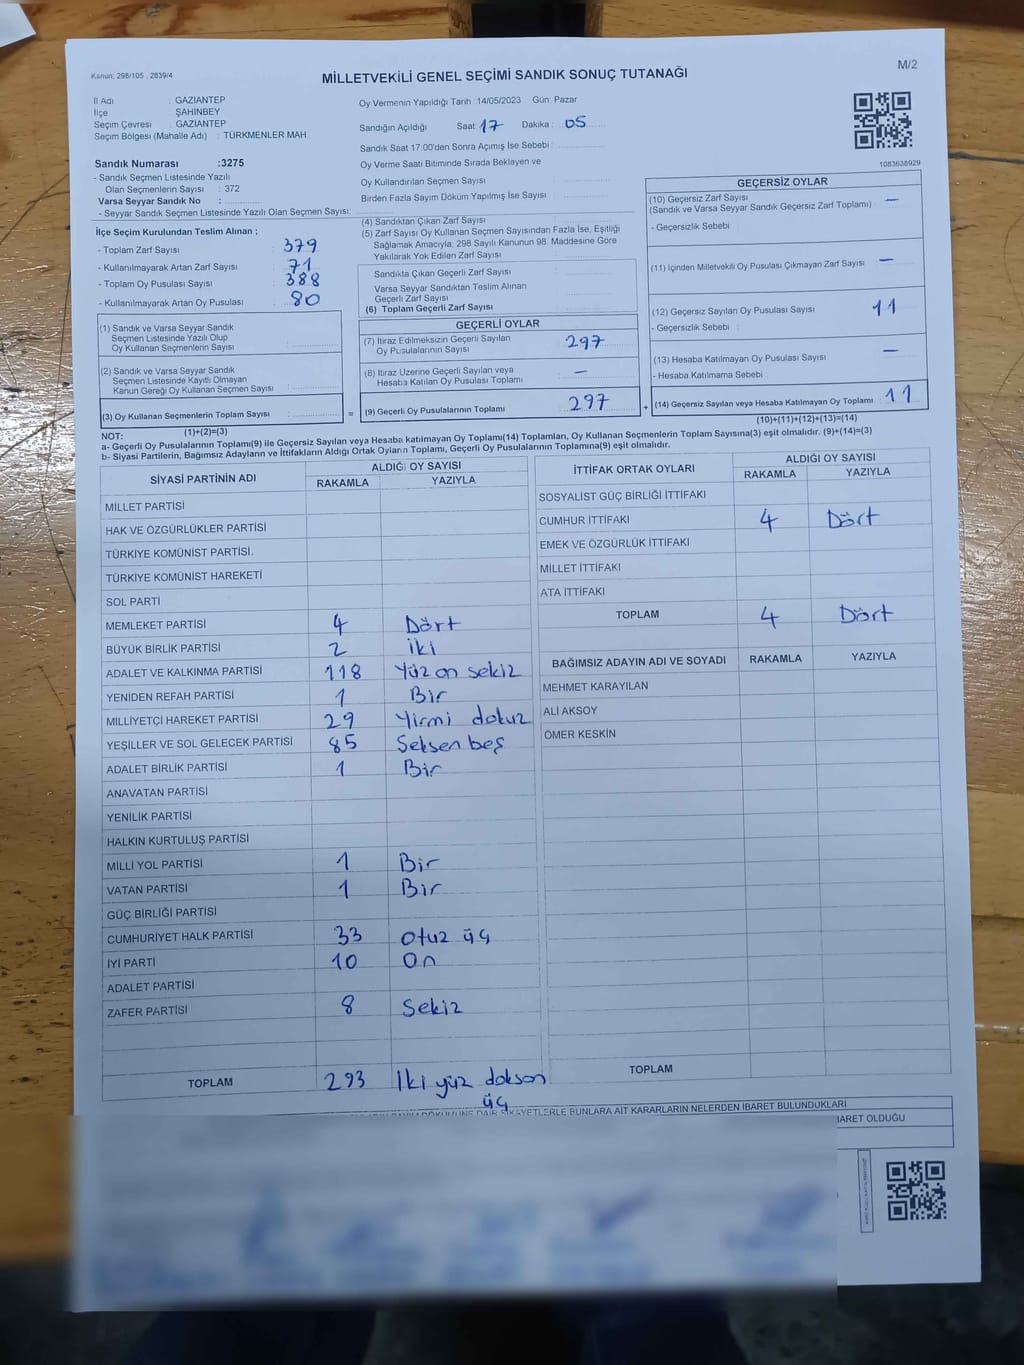 Kanun: 298/105 , 2839/4
MİLLETVEKİLİ GENEL SEÇİMİ SANDIK SONUÇ TUTANAĞI
M/2
İl Adı : GAZİANTEP
İlçe ŞAHİNBEY
Seçim Çevresi : GAZİANTEP
Seçim Bölgesi (Mahalle Adı) : TÜRKMENLER MAH.
Sandık Numarası :3275
- Sandık Seçmen Listesinde Yazılı
Olan Seçmenlerin Sayısı : 372
Varsa Seyyar Sandık No :
- Seyyar Sandık Seçmen Listesinde Yazılı Olan Seçmen Sayısı:
Oy Vermenin Yapıldığı Tarih :14/05/2023 Gün: Pazar
Sandığın Açıldığı Saat: 17 Dakika : 05
Sandık Saat 17.00'den Sonra Açımış İse Sebebi :
Oy Verme Saati Bitiminde Sırada Bekleyen ve
Oy Kullandırılan Seçmen Sayısı :
Birden Fazla Sayım Döküm Yapılmış İse Sayısı :
1083638929
İlçe Seçim Kurulundan Teslim Alınan ;
- Toplam Zarf Sayısı : 379
- Kullanılmayarak Artan Zarf Sayısı : 71
- Toplam Oy Pusulası Sayısı : 388
- Kullanılmayarak Artan Oy Pusulası : 80
(4) Sandıktan Çıkan Zarf Sayısı
(5) Zarf Sayısı Oy Kullanan Seçmen Sayısından Fazla İse, Eşitliği
Sağlamak Amacıyla: 298 Sayılı Kanunun 98. Maddesine Göre
Yakılarak Yok Edilen Zarf Sayısı :
Sandıkta Çıkan Geçerli Zarf Sayısı :
Varsa Seyyar Sandıktan Teslim Alınan
Geçerli Zarf Sayısı
(6) Toplam Geçerli Zarf Sayısı
GEÇERSİZ OYLAR
(10) Geçersiz Zarf Sayısı —
(Sandık ve Varsa Seyyar Sandık Geçersiz Zarf Toplamı) :
- Geçersizlik Sebebi :
(11) İçinden Milletvekili Oy Pusulası Çıkmayan Zarf Sayısı —
(12) Geçersiz Sayılan Oy Pusulası Sayısı : 11
- Geçersizlik Sebebi :
(13) Hesaba Katılmayan Oy Pusulası Sayısı —
- Hesaba Katılmama Sebebi :
(14) Geçersiz Sayılan veya Hesaba Katılmayan Oy Toplamı : 11
(10)+(11)+(12)+(13)=(14)
(1) Sandık ve Varsa Seyyar Sandık
Seçmen Listesinde Yazılı Olup
Oy Kullanan Seçmenlerin Sayısı :
(2) Sandık ve Varsa Seyyar Sandık
Seçmen Listesinde Kayıtlı Olmayan
Kanun Gereği Oy Kullanan Seçmen Sayısı :
(3) Oy Kullanan Seçmenlerin Toplam Sayısı :
(1)+(2)=(3)
=
GEÇERLİ OYLAR
(7) İtiraz Edilmeksizin Geçerli Sayılan
Oy Pusulalarının Sayısı : 297
(8) İtiraz Üzerine Geçerli Sayılan veya
Hesaba Katılan Oy Pusulası Toplamı : —
(9) Geçerli Oy Pusulalarının Toplamı : 297
+
NOT:
a- Geçerli Oy Pusulalarının Toplamı(9) ile Geçersiz Sayılan veya Hesaba katılmayan Oy Toplamı(14) Toplamları, Oy Kullanan Seçmenlerin Toplam Sayısına(3) eşit olmalıdır. (9)+(14)=(3)
b- Siyasi Partilerin, Bağımsız Adayların ve İttifakların Aldığı Ortak Oyların Toplamı, Geçerli Oy Pusulalarının Toplamına(9) eşit olmalıdır.
SİYASİ PARTİNİN ADI ALDIĞI OY SAYISI
RAKAMLA YAZIYLA
MİLLET PARTİSİ
HAK VE ÖZGÜRLÜKLER PARTİSİ
TÜRKİYE KOMÜNİST PARTİSİ.
TÜRKİYE KOMÜNİST HAREKETİ
SOL PARTİ
MEMLEKET PARTİSİ 4 Dört
BÜYÜK BİRLİK PARTİSİ 2 iki
ADALET VE KALKINMA PARTİSİ 118 Yüz on sekiz
YENİDEN REFAH PARTİSİ 1 Bir
MİLLİYETÇİ HAREKET PARTİSİ 29 Yirmi dokuz
YEŞİLLER VE SOL GELECEK PARTİSİ 85 Seksen beş
ADALET BİRLİK PARTİSİ 1 Bir
ANAVATAN PARTİSİ
YENİLİK PARTİSİ
HALKIN KURTULUŞ PARTİSİ
MİLLİ YOL PARTİSİ 1 Bir
VATAN PARTİSİ 1 Bir
GÜÇ BİRLİĞİ PARTİSİ
CUMHURİYET HALK PARTİSİ 33 otuz üç
İYİ PARTİ 10 On
ADALET PARTİSİ
ZAFER PARTİSİ 8 Sekiz
TOPLAM 293 İki yüz doksan
üç
İTTİFAK ORTAK OYLARI ALDIĞI OY SAYISI
RAKAMLA YAZIYLA
SOSYALİST GÜÇ BİRLİĞİ İTTİFAKI
CUMHUR İTTİFAKI 4 Dört
EMEK VE ÖZGÜRLÜK İTTİFAKI
MİLLET İTTİFAKI
ATA İTTİFAKI
TOPLAM 4 Dört
BAĞIMSIZ ADAYIN ADI VE SOYADI RAKAMLA YAZIYLA
MEHMET KARAYILAN
ALİ AKSOY
ÖMER KESKİN
TOPLAM
ŞİKAYETLERLE BUNLARA AİT KARARLARIN NELERDEN İBARET BULUNDUKLARI
İBARET OLDUĞU